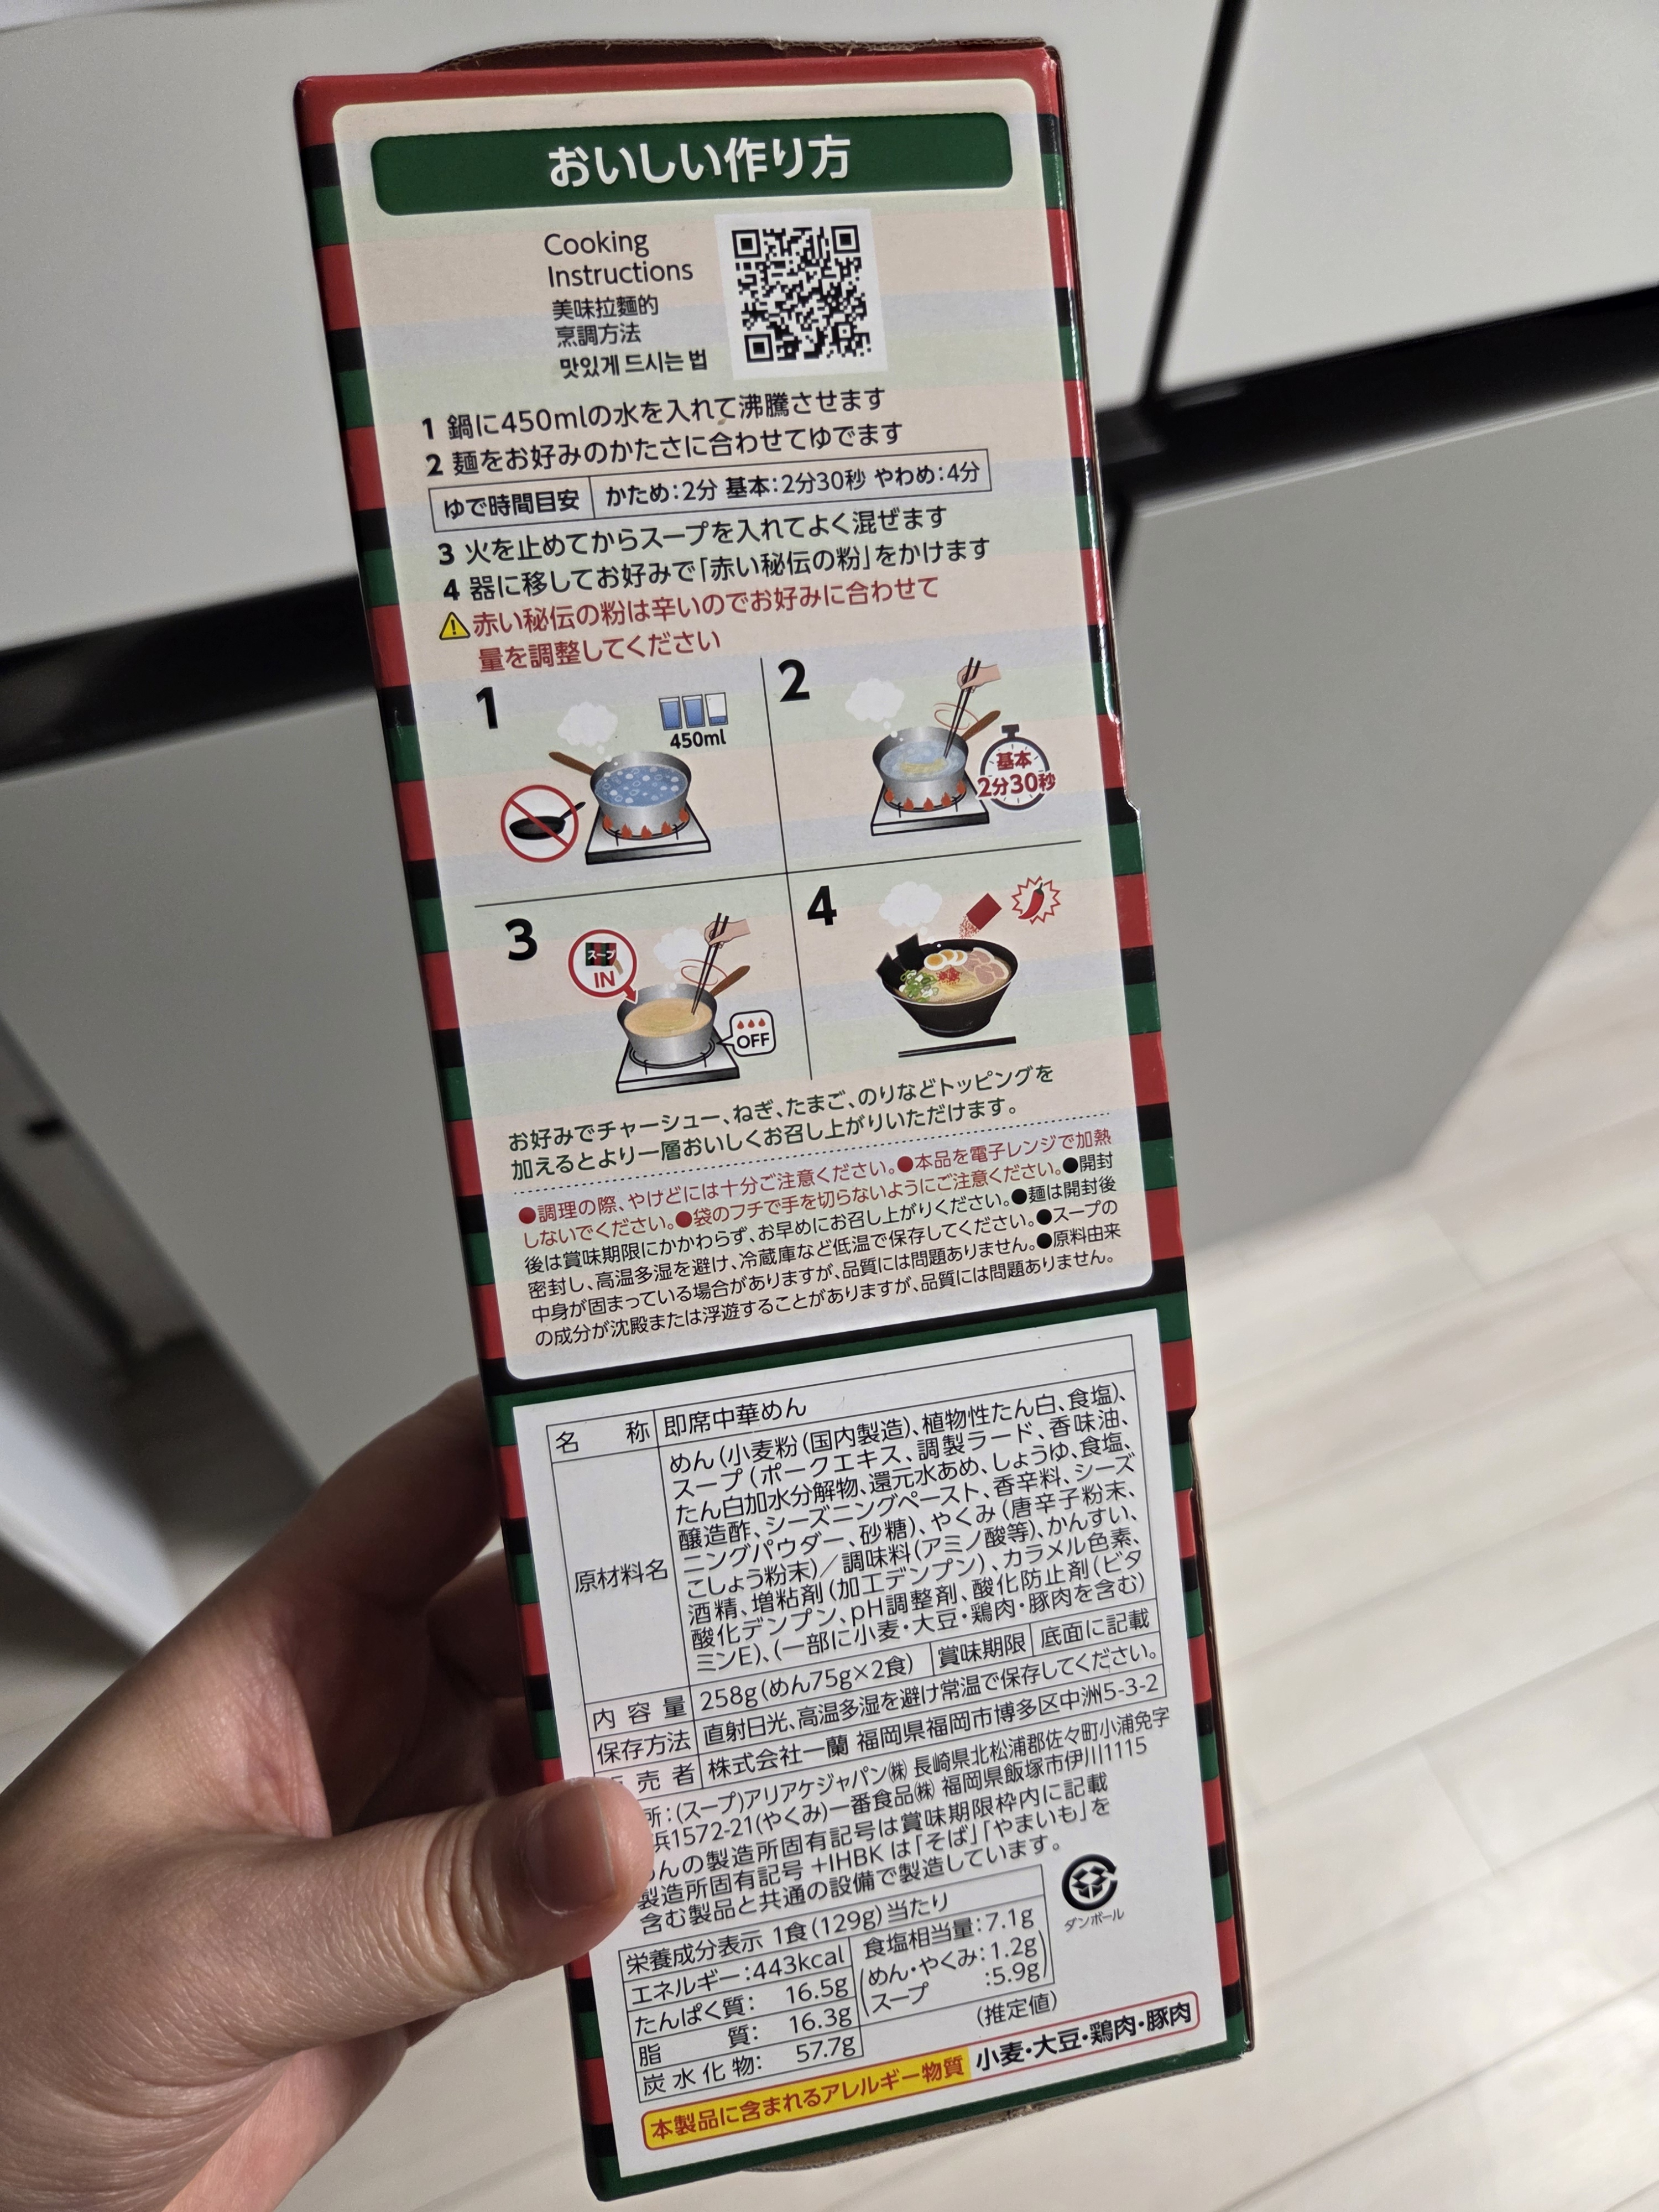 おいしい作り方
Cooking
Instructions
美味拉麵的
烹調方法
맛있게 드시는 법
1 鍋に450mlの水を入れて沸騰させます
2 麺をお好みのかたさに合わせてゆでます
ゆで時間目安 かため:2分 基本:2分30秒 やわめ:4分
3 火を止めてからスープを入れてよく混ぜます
4 器に移してお好みで「赤い秘伝の粉」をかけます
赤い秘伝の粉は辛いのでお好みに合わせて
量を調整してください
1
450ml
2
基本
2分30秒
3
スープ
IN
OFF
4
お好みでチャーシュー、ねぎ、たまご、のりなどトッピングを
加えるとより一層おいしくお召し上がりいただけます。
●調理の際、やけどには十分ご注意ください。●本品を電子レンジで加熱
しないでください。●袋のフチで手を切らないようにご注意ください。●開封
後は賞味期限にかかわらず、お早めにお召し上がりください。●麺は開封後
密封し、高温多湿を避け、冷蔵庫など低温で保存してください。●スープの
中身が固まっている場合がありますが、品質には問題ありません。●原料由来
の成分が沈殿または浮遊することがありますが、品質には問題ありません。
名称 即席中華めん
原材料名
めん(小麦粉(国内製造)、植物性たん白、食塩)、
スープ(ポークエキス、調製ラード、香味油、
たん白加水分解物、還元水あめ、しょうゆ、食塩、
醸造酢、シーズニングペースト、香辛料、シーズ
ニングパウダー、砂糖)、やくみ(唐辛子粉末、
こしょう粉末)/調味料(アミノ酸等)、かんすい、
酒精、増粘剤(加工デンプン)、カラメル色素、
酸化デンプン、pH調整剤、酸化防止剤(ビタ
ミンE)、(一部に小麦・大豆・鶏肉・豚肉を含む)
内容量 258g(めん75g×2食) 賞味期限 底面に記載
保存方法 直射日光、高温多湿を避け常温で保存してください。
売者 株式会社一蘭 福岡県福岡市博多区中洲5-3-2
所:(スープ)アリアケジャパン㈱ 長崎県北松浦郡佐々町小浦免字
浜1572-21(やくみ)一番食品㈱ 福岡県飯塚市伊川1115
んの製造所固有記号は賞味期限枠内に記載
製造所固有記号 +IHBK は「そば」「やまいも」を
含む製品と共通の設備で製造しています。
ダンボール
栄養成分表示 1食(129g)当たり
エネルギー:443kcal 食塩相当量:7.1g
たんぱく質: 16.5g (めん・やくみ:1.2g)
脂質: 16.3g スープ :5.9g
炭水化物: 57.7g (推定値)
本製品に含まれるアレルギー物質 小麦・大豆・鶏肉・豚肉